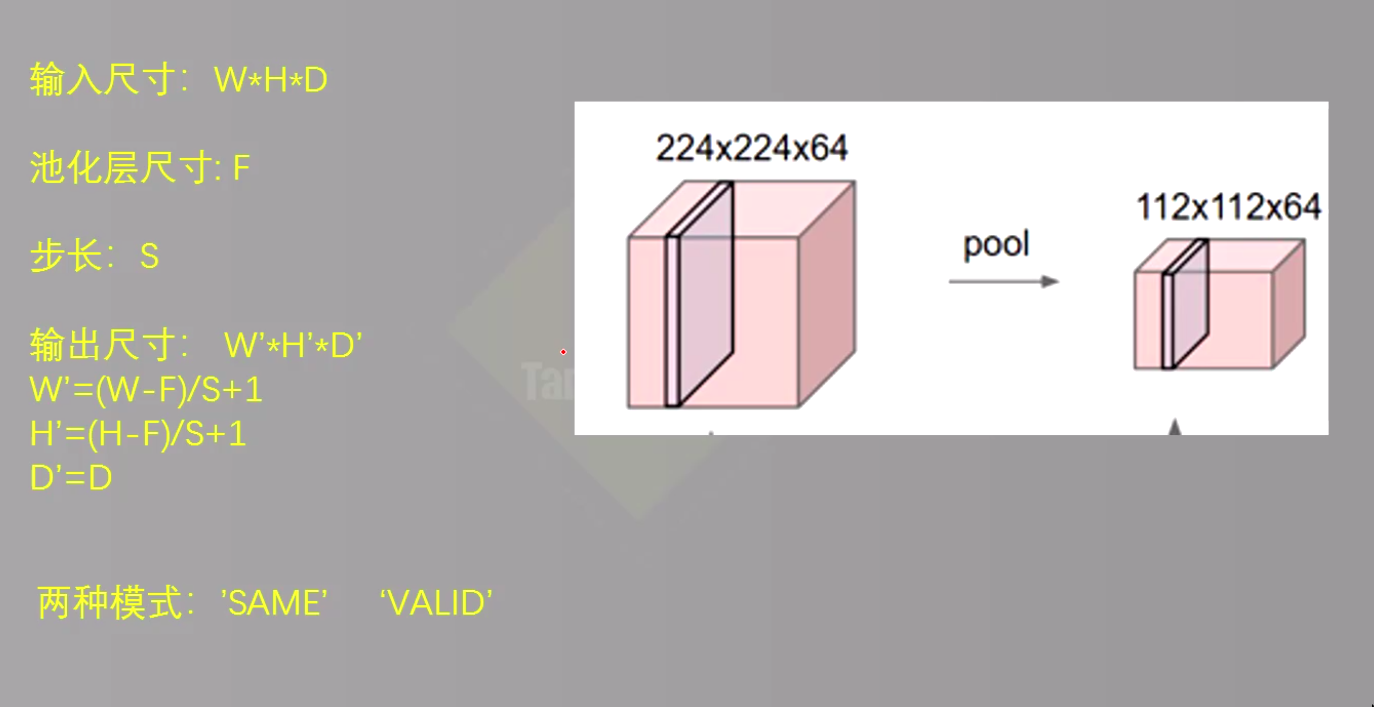 输入尺寸：W*H*D
池化层尺寸: F
步长：S
输出尺寸： W’*H’*D’
W’=(W-F)/S+1
H’=(H-F)/S+1
D’=D
两种模式：’SAME’ ‘VALID’
224x224x64
pool
112x112x64